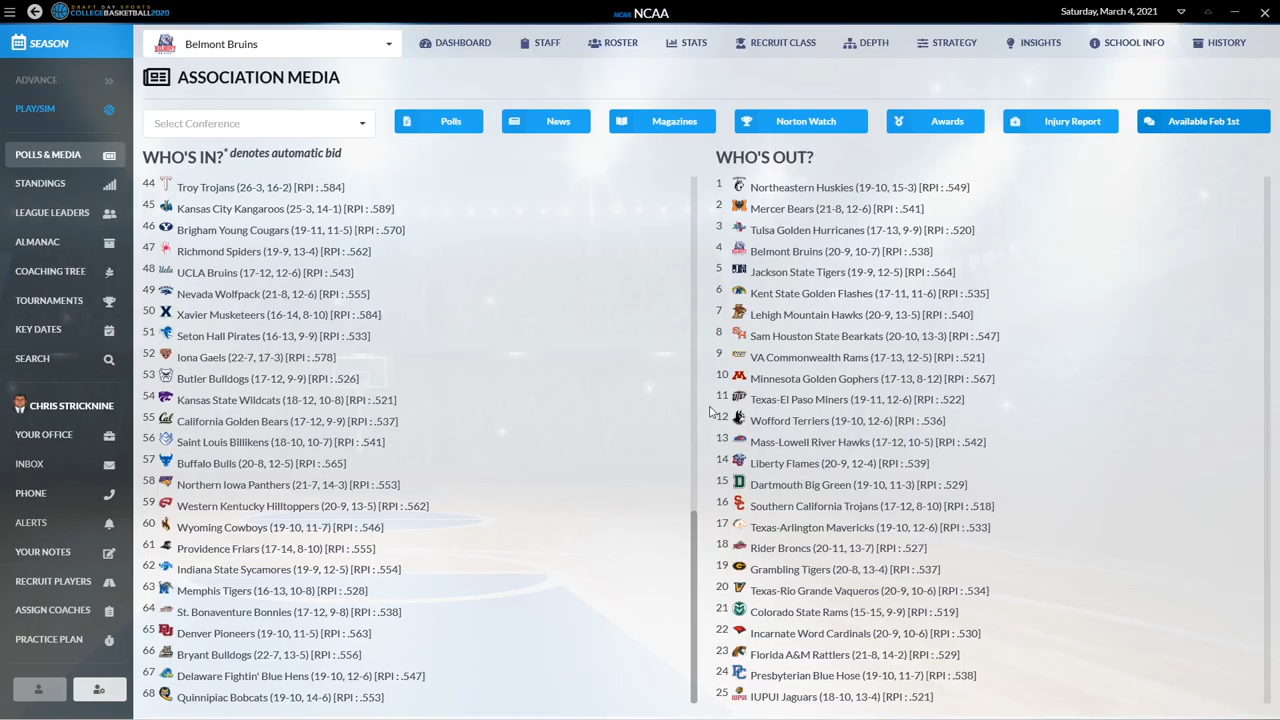 DRAFT DAY SPORTS
COLLEGEBASKETBALL2020
NCAA NCAA
Saturday, March 4, 2021
SEASON
Belmont Bruins
DASHBOARD
STAFF
ROSTER
STATS
RECRUIT CLASS
DEPTH
STRATEGY
INSIGHTS
SCHOOL INFO
HISTORY
ADVANCE
PLAY/SIM
POLLS & MEDIA
STANDINGS
LEAGUE LEADERS
ALMANAC
COACHING TREE
TOURNAMENTS
KEY DATES
SEARCH
CHRIS STRICKNINE
YOUR OFFICE
INBOX
PHONE
ALERTS
YOUR NOTES
RECRUIT PLAYERS
ASSIGN COACHES
PRACTICE PLAN
ASSOCIATION MEDIA
Select Conference
Polls
News
Magazines
Norton Watch
Awards
Injury Report
Available Feb 1st
WHO'S IN?* denotes automatic bid
44 Troy Trojans (26-3, 16-2) [RPI : .584]
45 Kansas City Kangaroos (25-3, 14-1) [RPI : .589]
46 Brigham Young Cougars (19-11, 11-5) [RPI : .570]
47 Richmond Spiders (19-9, 13-4) [RPI : .562]
48 UCLA Bruins (17-12, 12-6) [RPI : .543]
49 Nevada Wolfpack (21-8, 12-6) [RPI : .555]
50 Xavier Musketeers (16-14, 8-10) [RPI : .584]
51 Seton Hall Pirates (16-13, 9-9) [RPI : .533]
52 Iona Gaels (22-7, 17-3) [RPI : .578]
53 Butler Bulldogs (17-12, 9-9) [RPI : .526]
54 Kansas State Wildcats (18-12, 10-8) [RPI : .521]
55 California Golden Bears (17-12, 9-9) [RPI : .537]
56 Saint Louis Billikens (18-10, 10-7) [RPI : .541]
57 Buffalo Bulls (20-8, 12-5) [RPI : .565]
58 Northern Iowa Panthers (21-7, 14-3) [RPI : .553]
59 Western Kentucky Hilltoppers (20-9, 13-5) [RPI : .562]
60 Wyoming Cowboys (19-10, 11-7) [RPI : .546]
61 Providence Friars (17-14, 8-10) [RPI : .555]
62 Indiana State Sycamores (19-9, 12-5) [RPI : .554]
63 Memphis Tigers (16-13, 10-8) [RPI : .528]
64 St. Bonaventure Bonnies (17-12, 9-8) [RPI : .538]
65 Denver Pioneers (19-10, 11-5) [RPI : .563]
66 Bryant Bulldogs (22-7, 13-5) [RPI : .556]
67 Delaware Fightin' Blue Hens (19-10, 12-6) [RPI : .547]
68 Quinnipiac Bobcats (19-10, 14-6) [RPI : .553]
WHO'S OUT?
1 Northeastern Huskies (19-10, 15-3) [RPI : .549]
2 Mercer Bears (21-8, 12-6) [RPI : .541]
3 Tulsa Golden Hurricanes (17-13, 9-9) [RPI : .520]
4 Belmont Bruins (20-9, 10-7) [RPI : .538]
5 Jackson State Tigers (19-9, 12-5) [RPI : .564]
6 Kent State Golden Flashes (17-11, 11-6) [RPI : .535]
7 Lehigh Mountain Hawks (20-9, 13-5) [RPI : .540]
8 Sam Houston State Bearkats (20-10, 13-3) [RPI : .547]
9 VA Commonwealth Rams (17-13, 12-5) [RPI : .521]
10 Minnesota Golden Gophers (17-13, 8-12) [RPI : .567]
11 Texas-El Paso Miners (19-11, 12-6) [RPI : .522]
12 Wofford Terriers (19-10, 12-6) [RPI : .536]
13 Mass-Lowell River Hawks (17-12, 10-5) [RPI : .542]
14 Liberty Flames (20-9, 12-4) [RPI : .539]
15 Dartmouth Big Green (19-10, 11-3) [RPI : .529]
16 Southern California Trojans (17-12, 8-10) [RPI : .518]
17 Texas-Arlington Mavericks (19-10, 12-6) [RPI : .533]
18 Rider Broncs (20-11, 13-7) [RPI : .527]
19 Grambling Tigers (20-8, 13-4) [RPI : .537]
20 Texas-Rio Grande Vaqueros (20-9, 10-6) [RPI : .534]
21 Colorado State Rams (15-15, 9-9) [RPI : .519]
22 Incarnate Word Cardinals (20-9, 10-6) [RPI : .530]
23 Florida A&M Rattlers (21-8, 14-2) [RPI : .529]
24 Presbyterian Blue Hose (19-10, 11-7) [RPI : .538]
25 IUPUI Jaguars (18-10, 13-4) [RPI : .521]